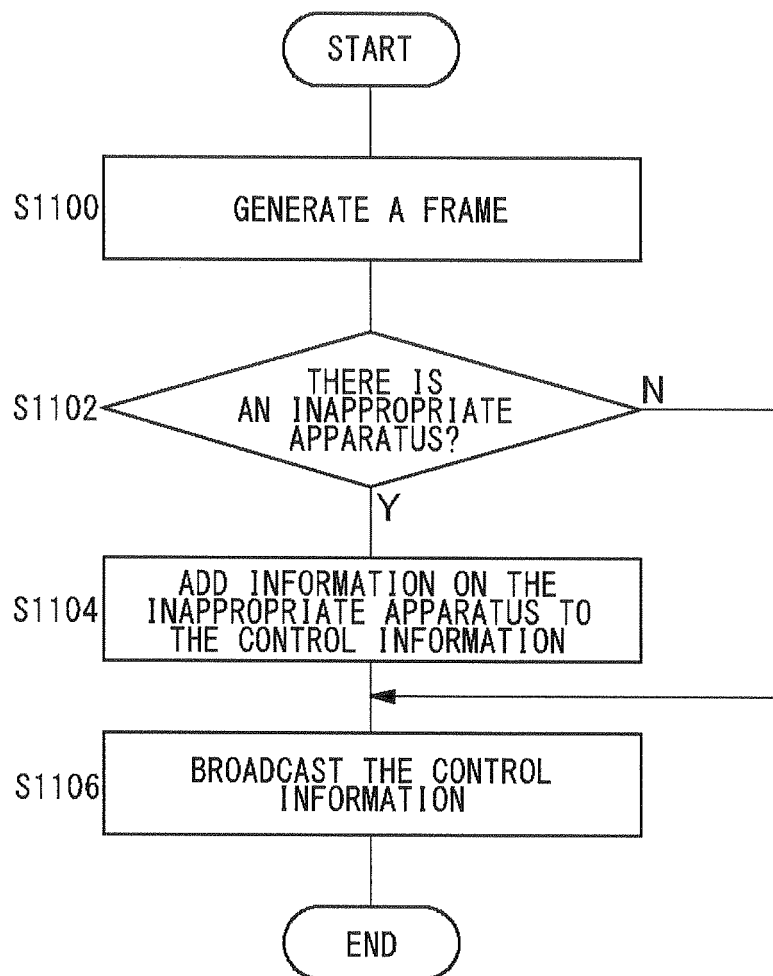 START
S1100
GENERATE A FRAME
S1102
THERE IS
AN INAPPROPRIATE
APPARATUS?
N
Y
S1104
ADD INFORMATION ON THE
INAPPROPRIATE APPARATUS TO
THE CONTROL INFORMATION
S1106
BROADCAST THE CONTROL
INFORMATION
END